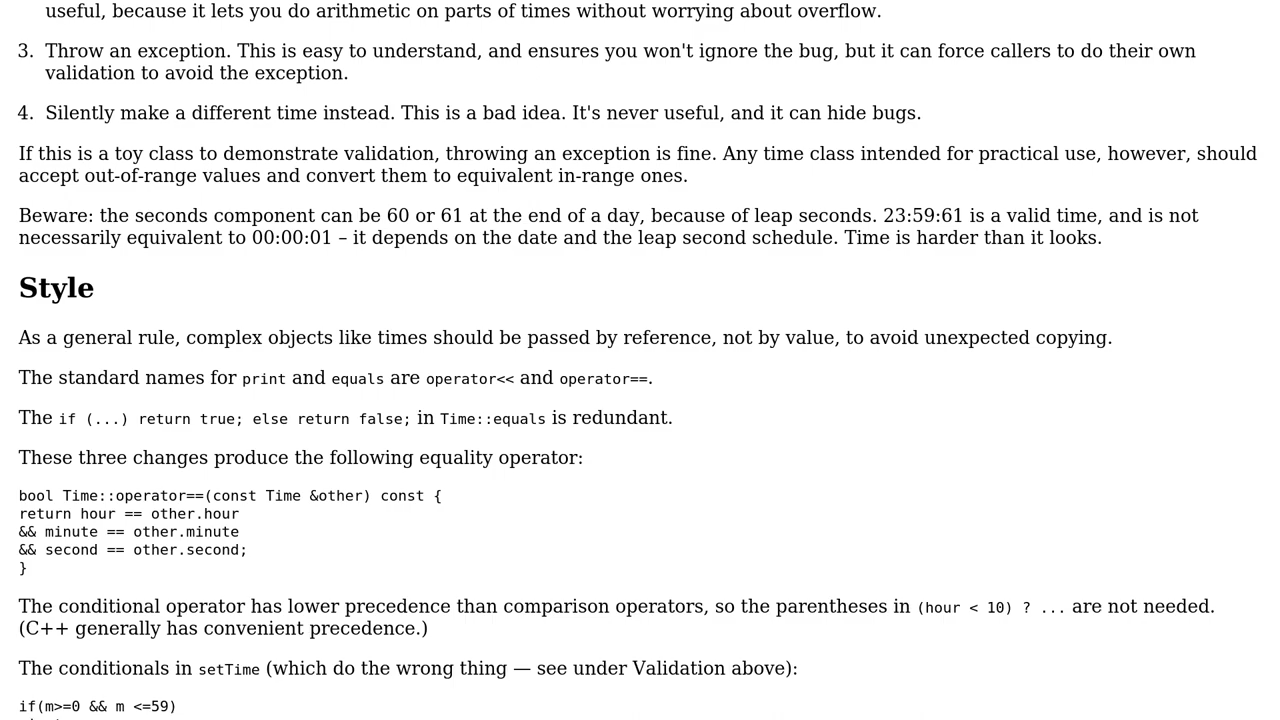 useful, because it lets you do arithmetic on parts of times without worrying about overflow.
3. Throw an exception. This is easy to understand, and ensures you won't ignore the bug, but it can force callers to do their own
validation to avoid the exception.
4. Silently make a different time instead. This is a bad idea. It's never useful, and it can hide bugs.
If this is a toy class to demonstrate validation, throwing an exception is fine. Any time class intended for practical use, however, should
accept out-of-range values and convert them to equivalent in-range ones.
Beware: the seconds component can be 60 or 61 at the end of a day, because of leap seconds. 23:59:61 is a valid time, and is not
necessarily equivalent to 00:00:01 – it depends on the date and the leap second schedule. Time is harder than it looks.
Style
As a general rule, complex objects like times should be passed by reference, not by value, to avoid unexpected copying.
The standard names for print and equals are operator<< and operator==.
The if (...) return true; else return false; in Time::equals is redundant.
These three changes produce the following equality operator:
bool Time::operator==(const Time &other) const {
return hour == other.hour
&& minute == other.minute
&& second == other.second;
}
The conditional operator has lower precedence than comparison operators, so the parentheses in (hour < 10) ? ... are not needed.
(C++ generally has convenient precedence.)
The conditionals in setTime (which do the wrong thing — see under Validation above):
if(m>=0 && m <=59)